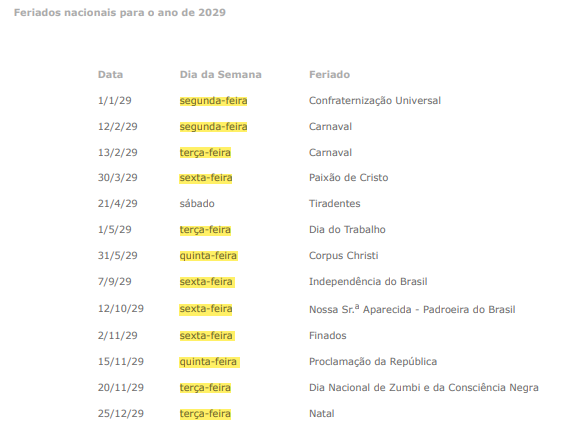 Feriados nacionais para o ano de 2029
Data Dia da Semana Feriado
1/1/29 segunda-feira Confraternização Universal
12/2/29 segunda-feira Carnaval
13/2/29 terça-feira Carnaval
30/3/29 sexta-feira Paixão de Cristo
21/4/29 sábado Tiradentes
1/5/29 terça-feira Dia do Trabalho
31/5/29 quinta-feira Corpus Christi
7/9/29 sexta-feira Independência do Brasil
12/10/29 sexta-feira Nossa Sr.ª Aparecida - Padroeira do Brasil
2/11/29 sexta-feira Finados
15/11/29 quinta-feira Proclamação da República
20/11/29 terça-feira Dia Nacional de Zumbi e da Consciência Negra
25/12/29 terça-feira Natal